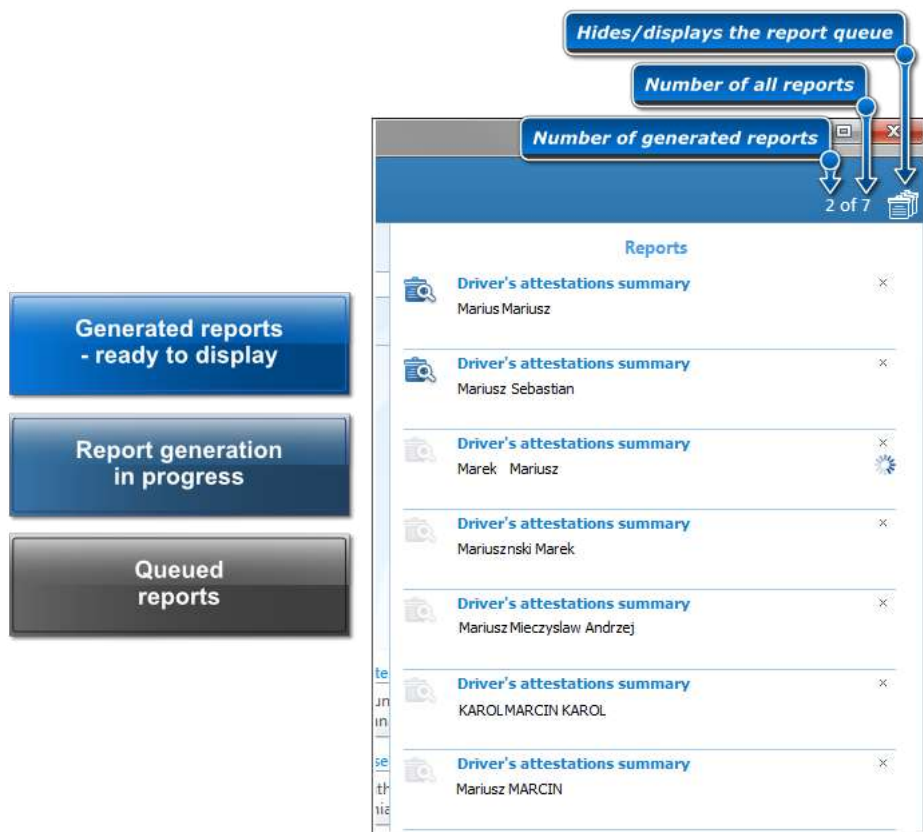 Hides/displays the report queue
Number of all reports
Number of generated reports
2 of 7
Reports
Driver's attestations summary
Marius Mariusz
Driver's attestations summary
Mariusz Sebastian
Driver's attestations summary
Marek Mariusz
Driver's attestations summary
Mariusznski Marek
Driver's attestations summary
Mariusz Mieczyslaw Andrzej
Driver's attestations summary
KAROLMARCIN KAROL
Driver's attestations summary
Mariusz MARCIN
Generated reports
- ready to display
Report generation
in progress
Queued
reports